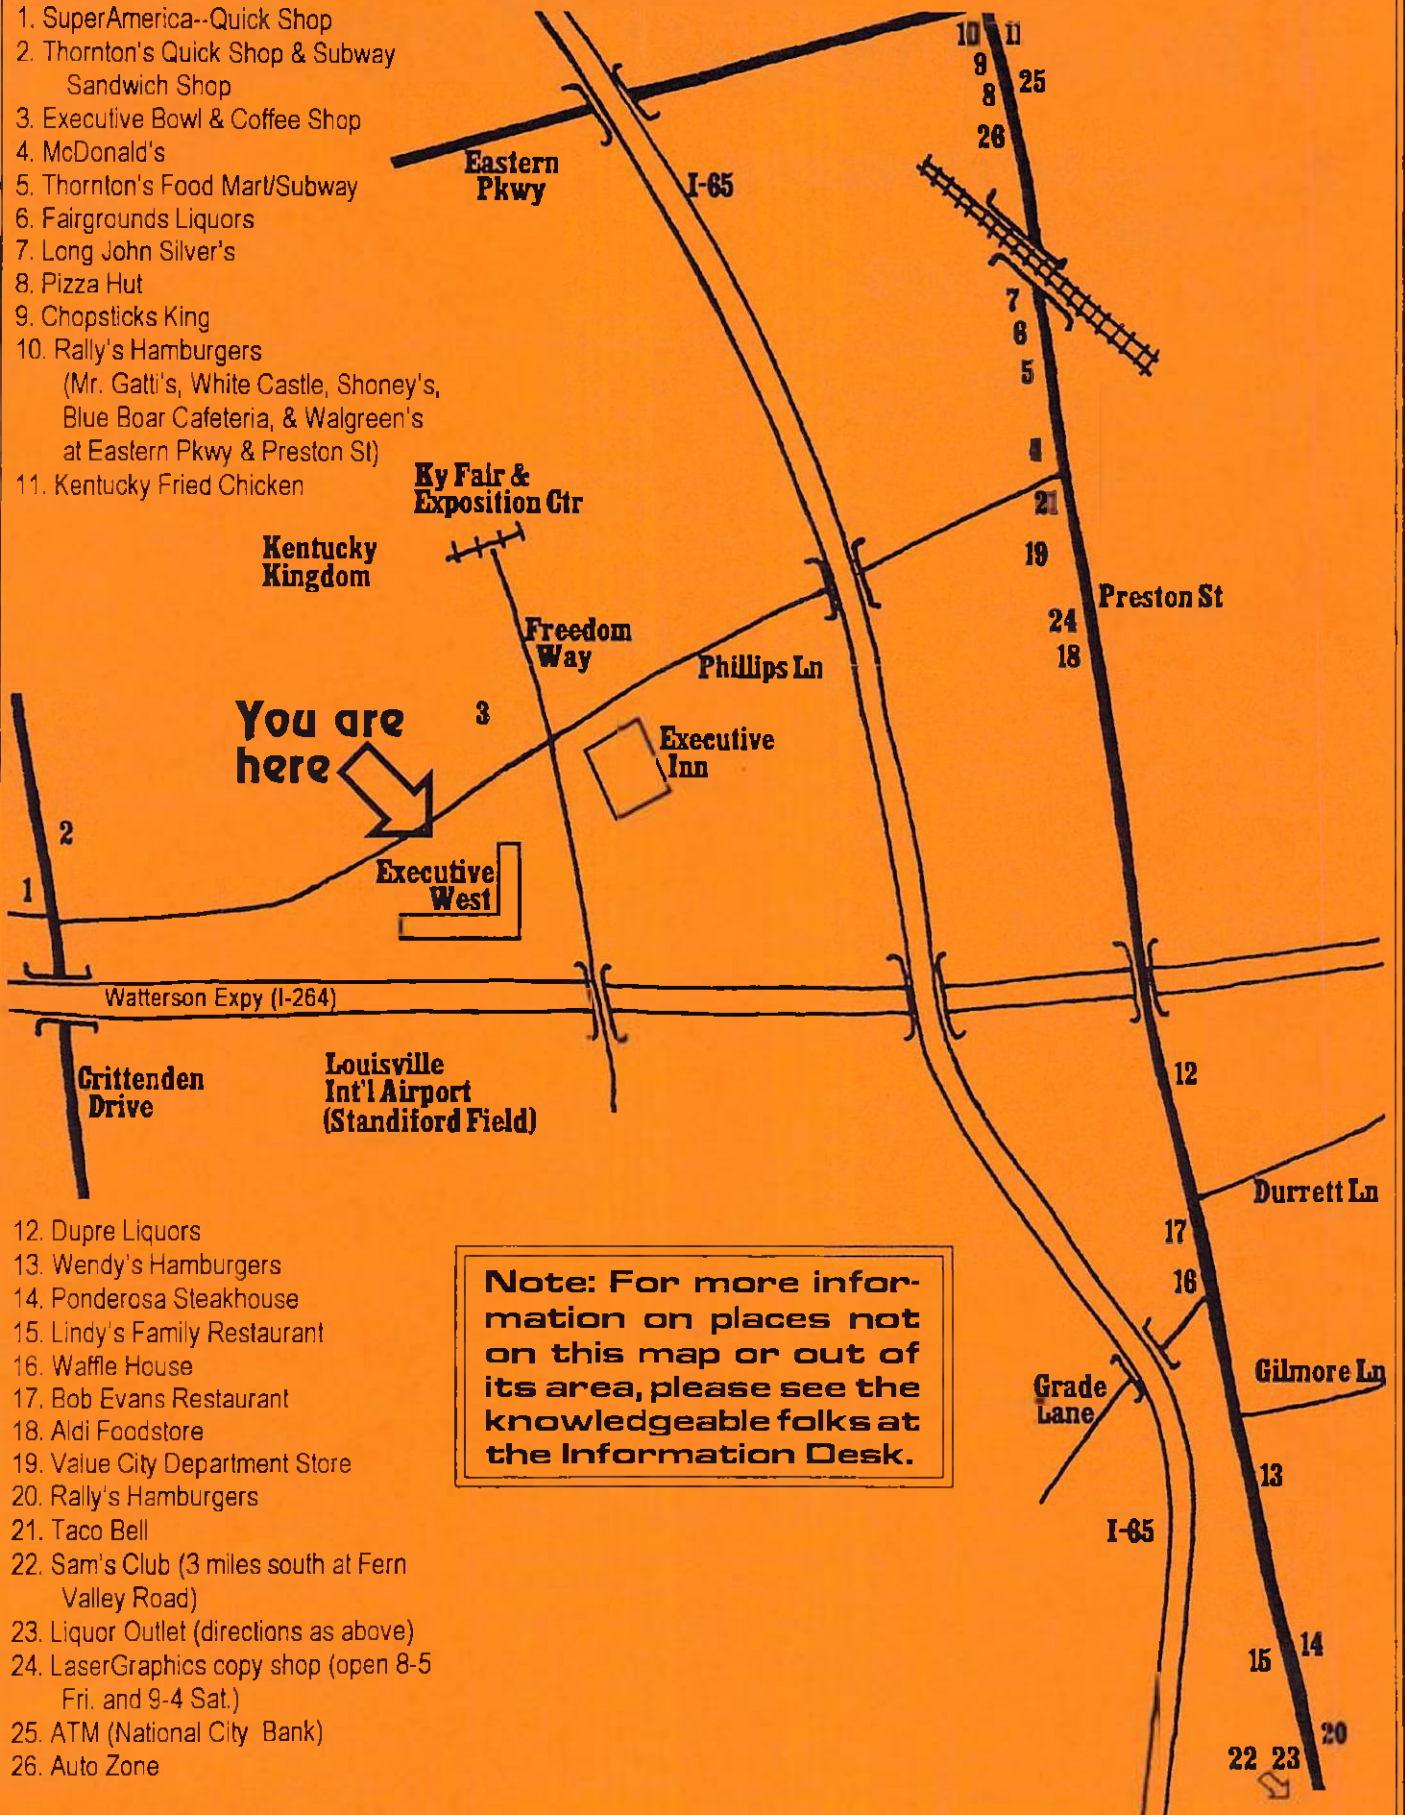 1. SuperAmerica--Quick Shop
2. Thornton's Quick Shop & Subway
Sandwich Shop
3. Executive Bowl & Coffee Shop
4. McDonald's
5. Thornton's Food Mart/Subway
6. Fairgrounds Liquors
7. Long John Silver's
8. Pizza Hut
9. Chopsticks King
10. Rally's Hamburgers
(Mr. Gatti's, White Castle, Shoney's,
Blue Boar Cafeteria, & Walgreen's
at Eastern Pkwy & Preston St)
11. Kentucky Fried Chicken
10 11
9
25
8
26
Eastern
Pkwy
I-65
7
6
5
4
21
19
24
18
Preston St
Ky Fair &
Exposition Ctr
Kentucky
Kingdom
Freedom
Way
Phillips Ln
3
You are
here
Executive
Inn
2
1
Executive
West
Watterson Expy (I-264)
Crittenden
Drive
Louisville
Int'l Airport
(Standiford Field)
12
Durrett Ln
17
16
Grade
Lane
Gilmore Ln
13
I-65
14
15
20
22 23
12. Dupre Liquors
13. Wendy's Hamburgers
14. Ponderosa Steakhouse
15. Lindy's Family Restaurant
16. Waffle House
17. Bob Evans Restaurant
18. Aldi Foodstore
19. Value City Department Store
20. Rally's Hamburgers
21. Taco Bell
22. Sam's Club (3 miles south at Fern
Valley Road)
23. Liquor Outlet (directions as above)
24. LaserGraphics copy shop (open 8-5
Fri. and 9-4 Sat.)
25. ATM (National City Bank)
26. Auto Zone
Note: For more infor-
mation on places not
on this map or out of
its area, please see the
knowledgeable folks at
the Information Desk.